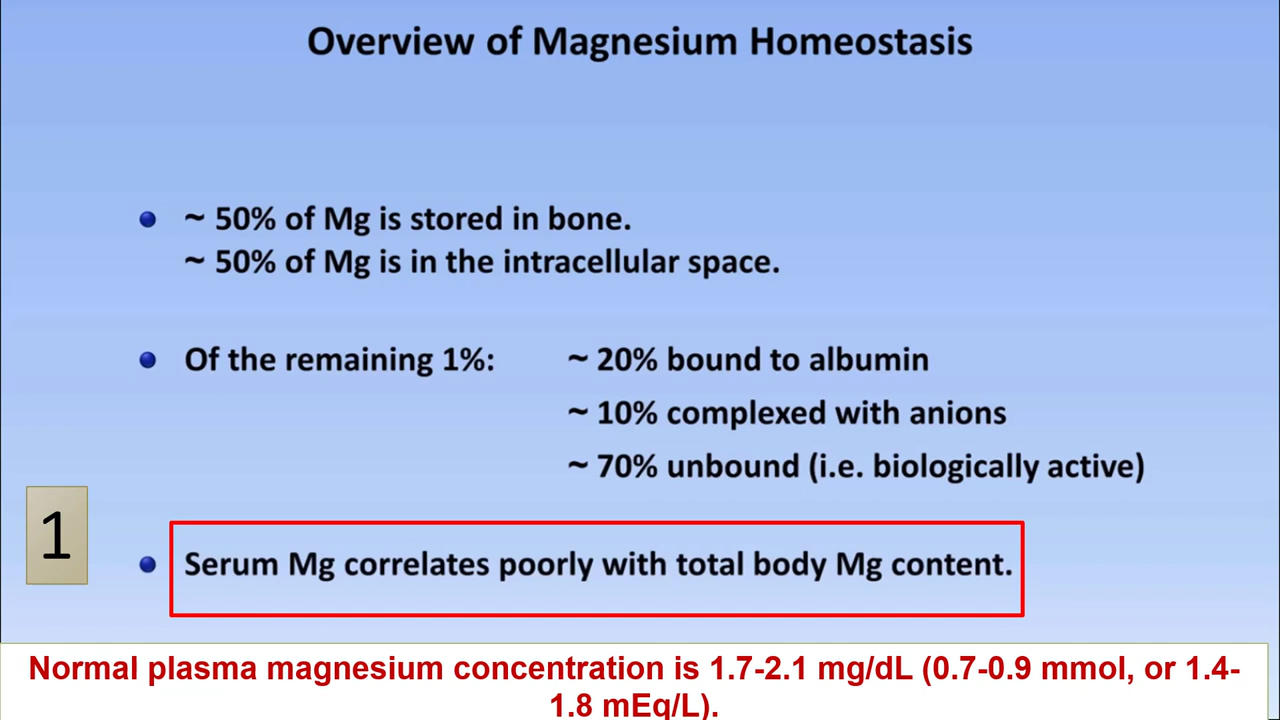 Overview of Magnesium Homeostasis
~ 50% of Mg is stored in bone.
~ 50% of Mg is in the intracellular space.
Of the remaining 1%: ~ 20% bound to albumin
~ 10% complexed with anions
~ 70% unbound (i.e. biologically active)
1
Serum Mg correlates poorly with total body Mg content.
Normal plasma magnesium concentration is 1.7-2.1 mg/dL (0.7-0.9 mmol, or 1.4-
1.8 mEq/L).